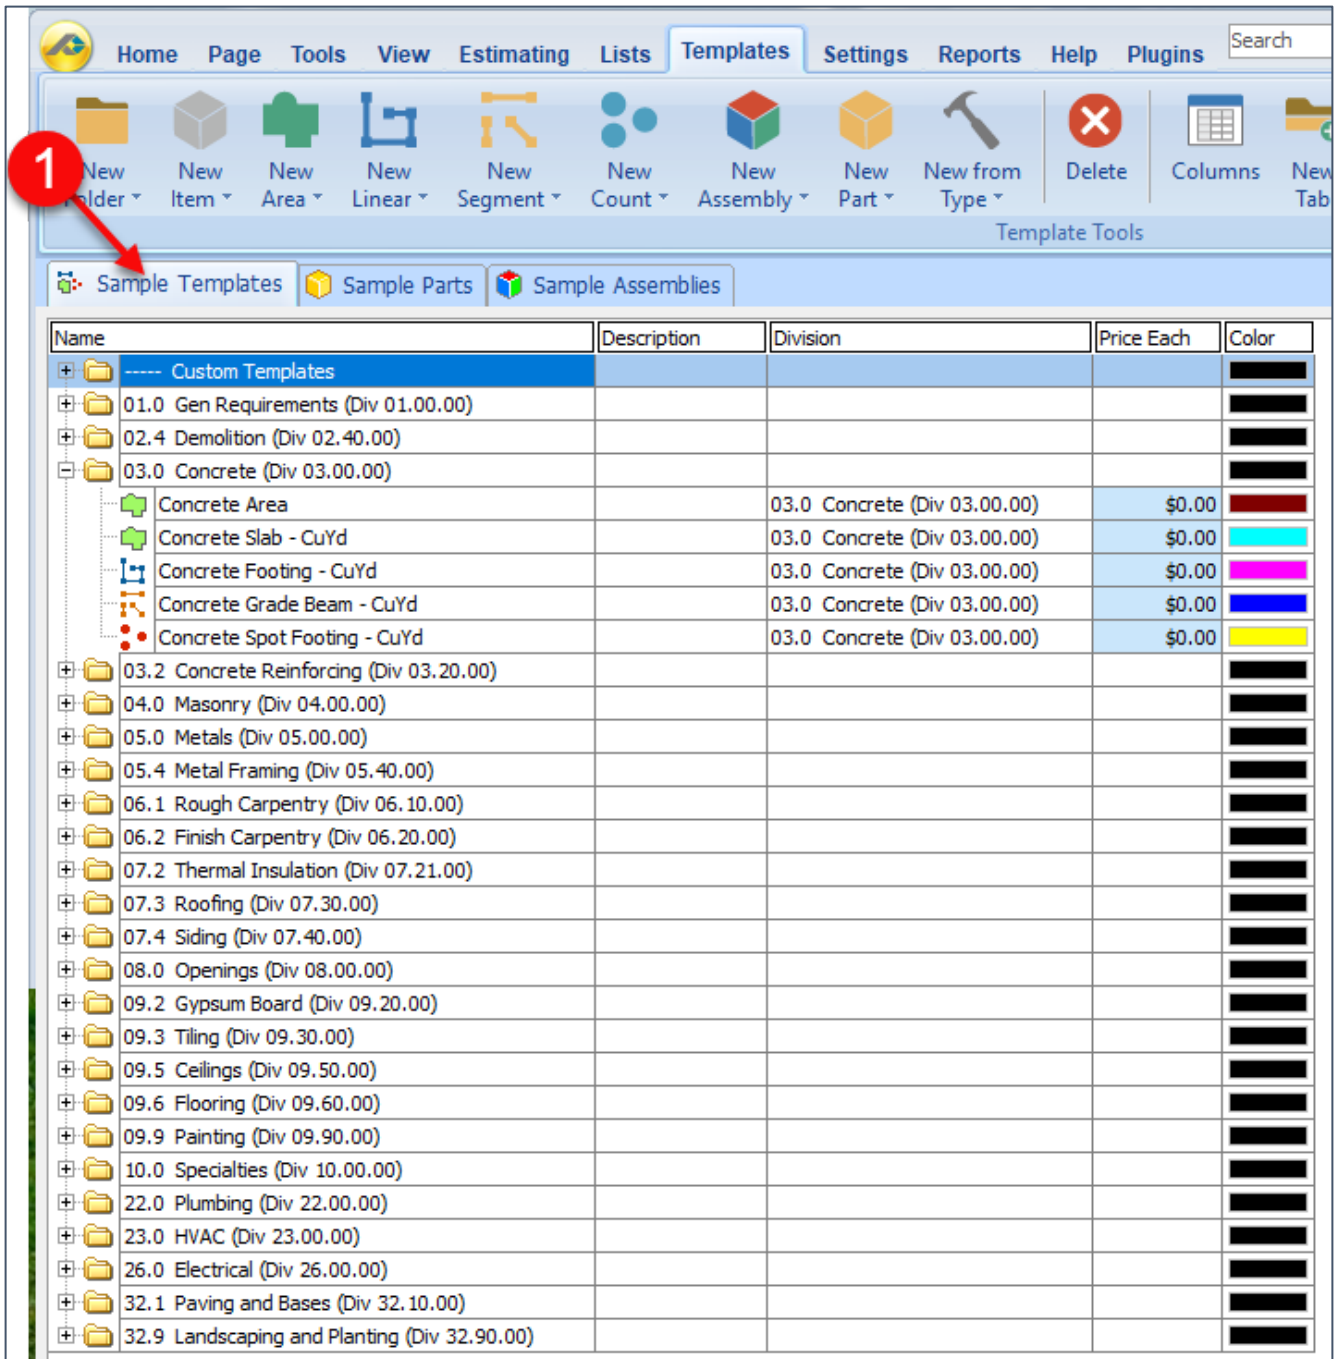 Home Page Tools View Estimating Lists Templates Settings Reports Help Plugins Search
1
New New New New New New New New New from Delete Columns New
Item Area Linear Segment Count Assembly Part Type Tab
Template Tools
Sample Templates Sample Parts Sample Assemblies
Name Description Division Price Each Color
----- Custom Templates
01.0 Gen Requirements (Div 01.00.00)
02.4 Demolition (Div 02.40.00)
03.0 Concrete (Div 03.00.00)
Concrete Area 03.0 Concrete (Div 03.00.00) $0.00
Concrete Slab - CuYd 03.0 Concrete (Div 03.00.00) $0.00
Concrete Footing - CuYd 03.0 Concrete (Div 03.00.00) $0.00
Concrete Grade Beam - CuYd 03.0 Concrete (Div 03.00.00) $0.00
Concrete Spot Footing - CuYd 03.0 Concrete (Div 03.00.00) $0.00
03.2 Concrete Reinforcing (Div 03.20.00)
04.0 Masonry (Div 04.00.00)
05.0 Metals (Div 05.00.00)
05.4 Metal Framing (Div 05.40.00)
06.1 Rough Carpentry (Div 06.10.00)
06.2 Finish Carpentry (Div 06.20.00)
07.2 Thermal Insulation (Div 07.21.00)
07.3 Roofing (Div 07.30.00)
07.4 Siding (Div 07.40.00)
08.0 Openings (Div 08.00.00)
09.2 Gypsum Board (Div 09.20.00)
09.3 Tiling (Div 09.30.00)
09.5 Ceilings (Div 09.50.00)
09.6 Flooring (Div 09.60.00)
09.9 Painting (Div 09.90.00)
10.0 Specialties (Div 10.00.00)
22.0 Plumbing (Div 22.00.00)
23.0 HVAC (Div 23.00.00)
26.0 Electrical (Div 26.00.00)
32.1 Paving and Bases (Div 32.10.00)
32.9 Landscaping and Planting (Div 32.90.00)